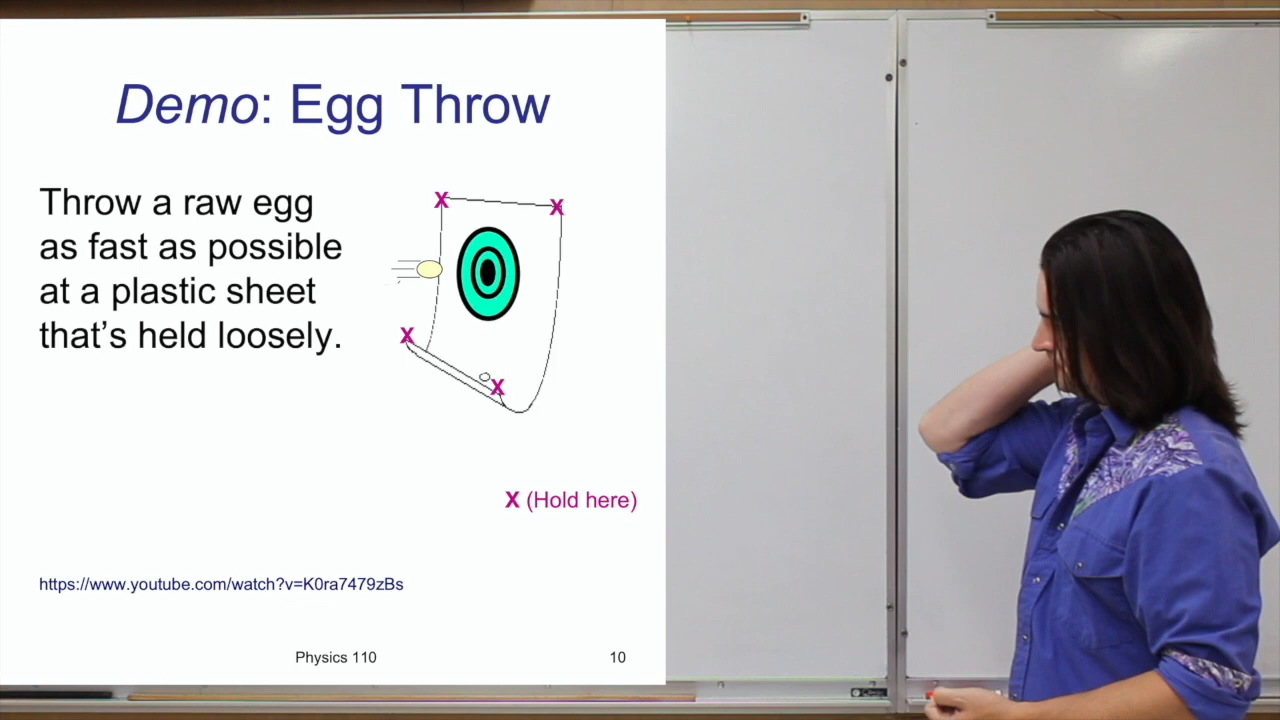 Demo: Egg Throw
Throw a raw egg
as fast as possible
at a plastic sheet
that's held loosely.
X
X
X
X
X (Hold here)
https://www.youtube.com/watch?v=K0ra7479zBs
Physics 110
10